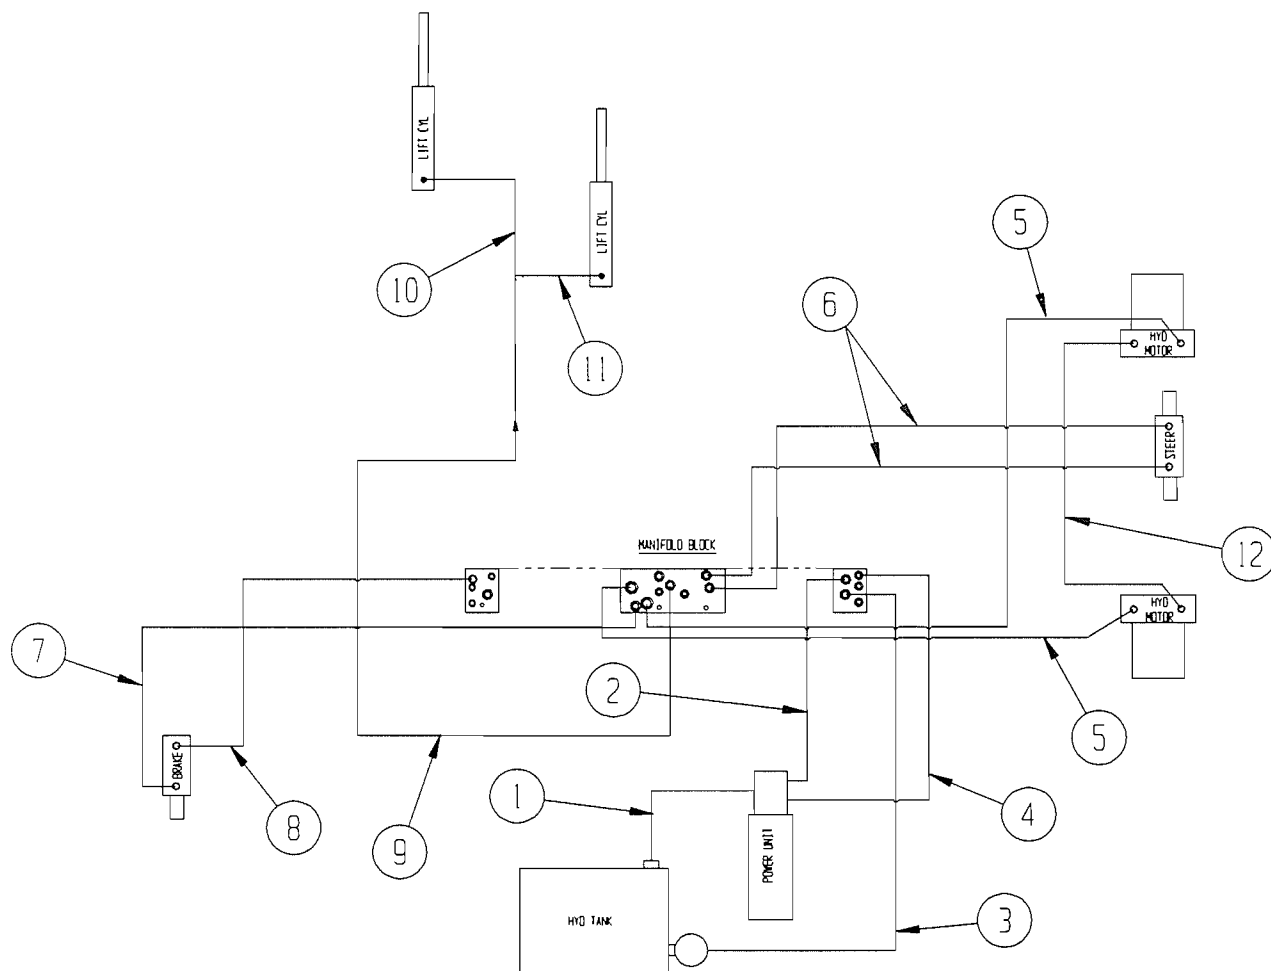 LIFT CYL
LIFT CYL
5
10
6
11
HYD
MOTOR
STEER
12
MANIFOLD BLOCK
HYD
MOTOR
7
2
5
BRAKE
1
4
8
9
POWER UNIT
HYD TANK
3